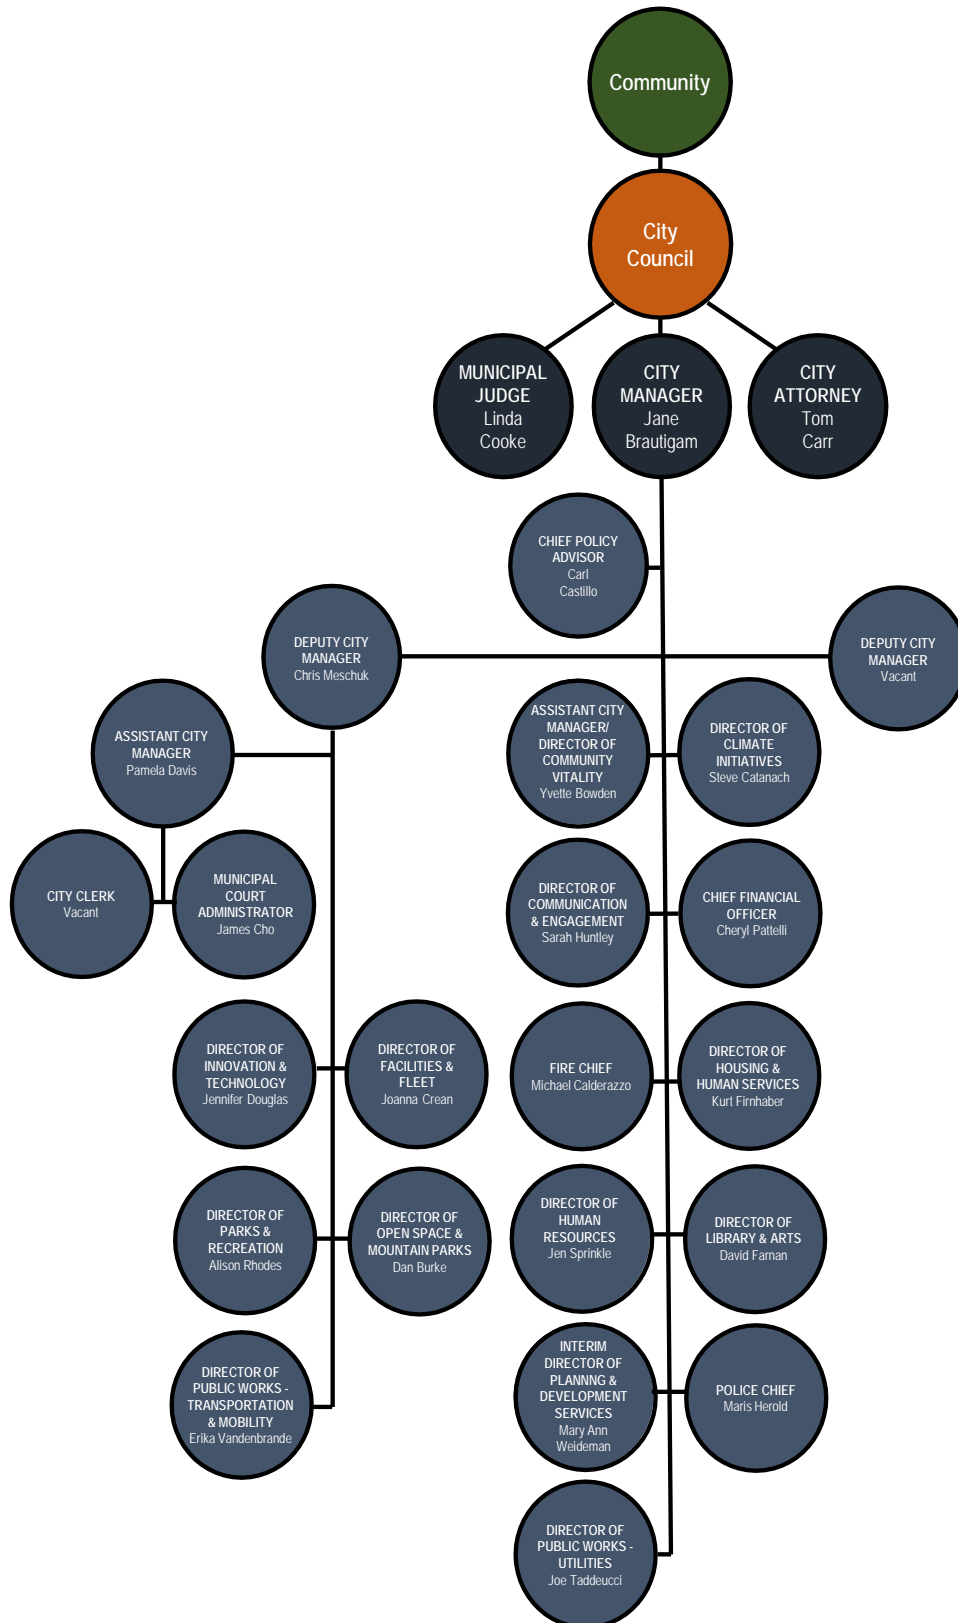 Community
City
Council
MUNICIPAL
JUDGE
Linda
Cooke
CITY
MANAGER
Jane
Brautigam
CITY
ATTORNEY
Tom
Carr
CHIEF POLICY
ADVISOR
Carl
Castillo
DEPUTY CITY
MANAGER
Chris Meschuk
DEPUTY CITY
MANAGER
Vacant
ASSISTANT CITY
MANAGER
Pamela Davis
ASSISTANT CITY
MANAGER/
DIRECTOR OF
COMMUNITY
VITALITY
Yvette Bowden
DIRECTOR OF
CLIMATE
INITIATIVES
Steve Catanach
CITY CLERK
Vacant
MUNICIPAL
COURT
ADMINISTRATOR
James Cho
DIRECTOR OF
COMMUNICATION
& ENGAGEMENT
Sarah Huntley
CHIEF FINANCIAL
OFFICER
Cheryl Pattelli
DIRECTOR OF
INNOVATION &
TECHNOLOGY
Jennifer Douglas
DIRECTOR OF
FACILITIES &
FLEET
Joanna Crean
FIRE CHIEF
Michael Calderazzo
DIRECTOR OF
HOUSING &
HUMAN SERVICES
Kurt Firnhaber
DIRECTOR OF
PARKS &
RECREATION
Alison Rhodes
DIRECTOR OF
OPEN SPACE &
MOUNTAIN PARKS
Dan Burke
DIRECTOR OF
HUMAN
RESOURCES
Jen Sprinkle
DIRECTOR OF
LIBRARY & ARTS
David Farnan
DIRECTOR OF
PUBLIC WORKS -
TRANSPORTATION
& MOBILITY
Erika Vandenbrande
INTERIM
DIRECTOR OF
PLANNNG &
DEVELOPMENT
SERVICES
Mary Ann
Weideman
POLICE CHIEF
Maris Herold
DIRECTOR OF
PUBLIC WORKS -
UTILITIES
Joe Taddeucci